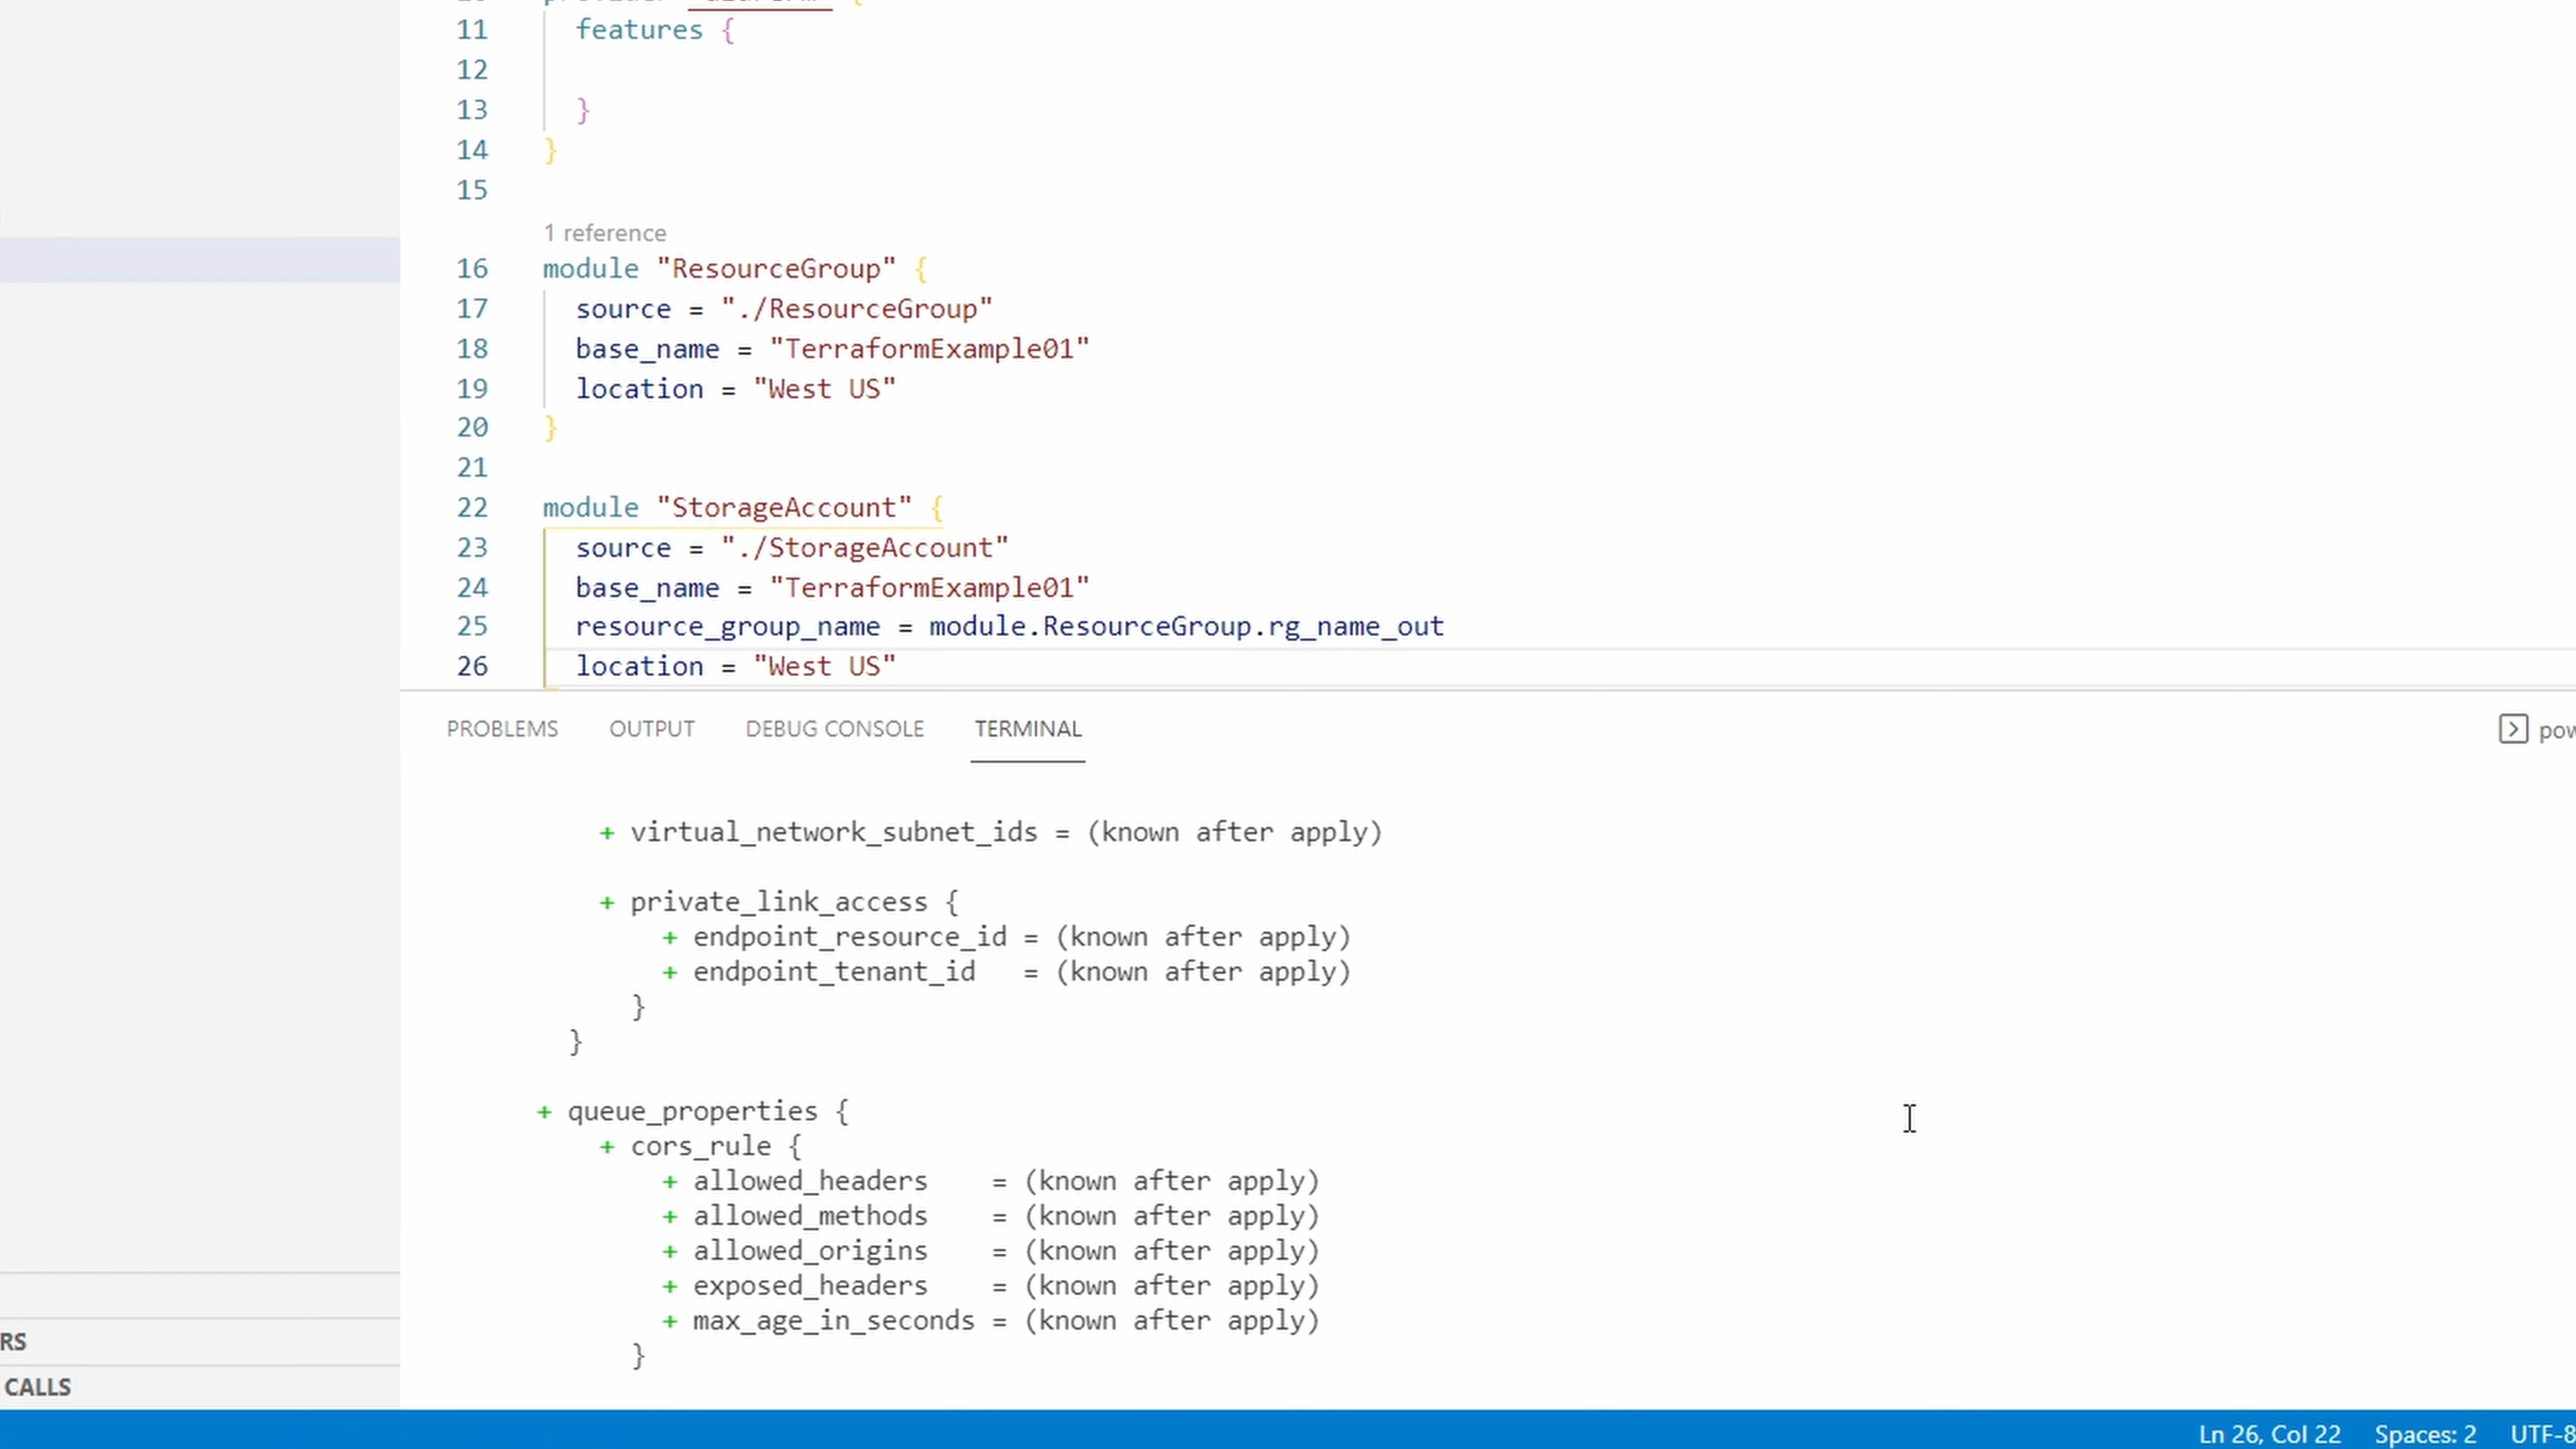 11 features {
12
13 }
14 }
15
1 reference
16 module "ResourceGroup" {
17 source = "./ResourceGroup"
18 base_name = "TerraformExample01"
19 location = "West US"
20 }
21
22 module "StorageAccount" {
23 source = "./StorageAccount"
24 base_name = "TerraformExample01"
25 resource_group_name = module.ResourceGroup.rg_name_out
26 location = "West US"
PROBLEMS OUTPUT DEBUG CONSOLE TERMINAL pow
+ virtual_network_subnet_ids = (known after apply)
+ private_link_access {
+ endpoint_resource_id = (known after apply)
+ endpoint_tenant_id = (known after apply)
}
}
+ queue_properties {
+ cors_rule {
+ allowed_headers = (known after apply)
+ allowed_methods = (known after apply)
+ allowed_origins = (known after apply)
+ exposed_headers = (known after apply)
+ max_age_in_seconds = (known after apply)
}
RS
CALLS
Ln 26, Col 22 Spaces: 2 UTF-8